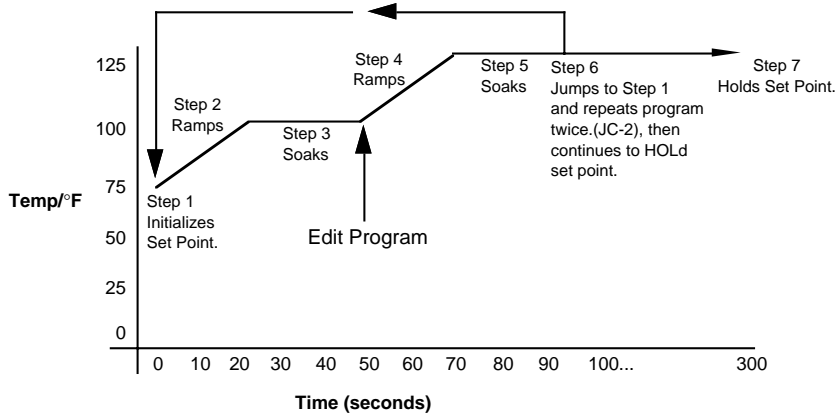 125
100
75
50
25
0
Temp/°F
Step 1
Initializes
Set Point.
Step 2
Ramps
Step 3
Soaks
Edit Program
Step 4
Ramps
Step 5
Soaks
Step 6
Jumps to Step 1
and repeats program
twice.(JC-2), then
continues to HOLd
set point.
Step 7
Holds Set Point.
0 10 20 30 40 50 60 70 80 90 100... 300
Time (seconds)